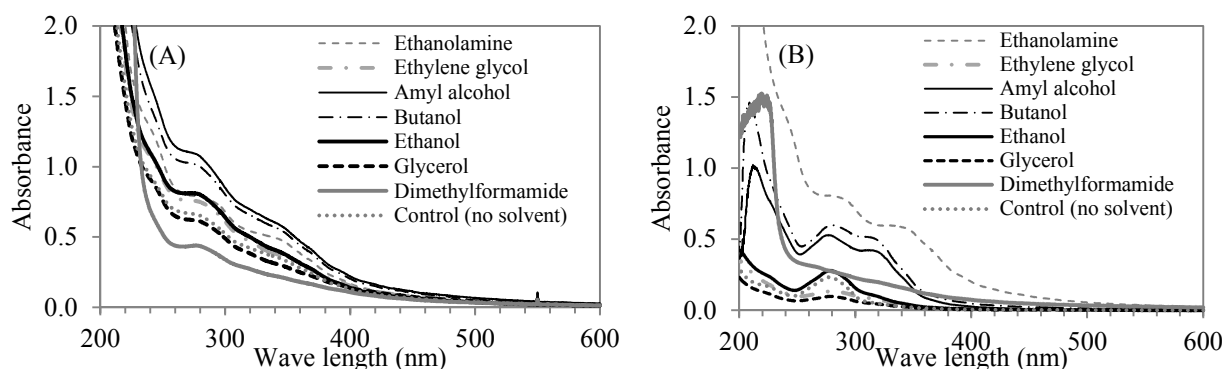 2.0
1.5
1.0
0.5
0.0
Absorbance
(A)
Ethanolamine
Ethylene glycol
Amyl alcohol
Butanol
Ethanol
Glycerol
Dimethylformamide
Control (no solvent)
200 300 400 500 600
Wave length (nm)
2.0
1.5
1.0
0.5
0.0
Absorbance
(B)
Ethanolamine
Ethylene glycol
Amyl alcohol
Butanol
Ethanol
Glycerol
Dimethylformamide
Control (no solvent)
200 300 400 500 600
Wave length (nm)